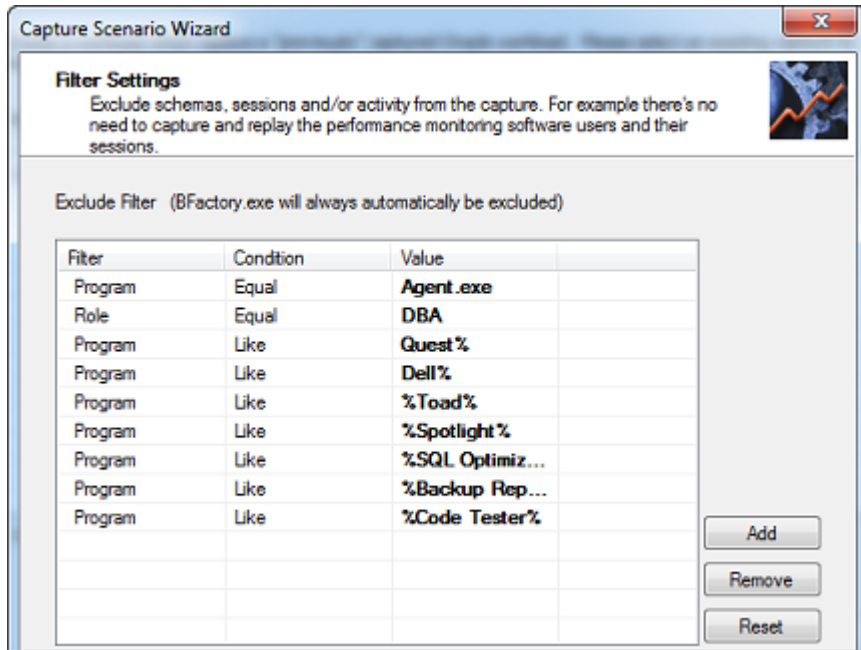 Capture Scenario Wizard
Filter Settings
Exclude schemas, sessions and/or activity from the capture. For example there's no
need to capture and replay the performance monitoring software users and their
sessions.
Exclude Filter (BFactory.exe will always automatically be excluded)
Filter Condition Value
Program Equal Agent.exe
Role Equal DBA
Program Like Quest%
Program Like Dell%
Program Like %Toad%
Program Like %Spotlight%
Program Like %SQL Optimiz...
Program Like %Backup Rep...
Program Like %Code Tester%
Add
Remove
Reset